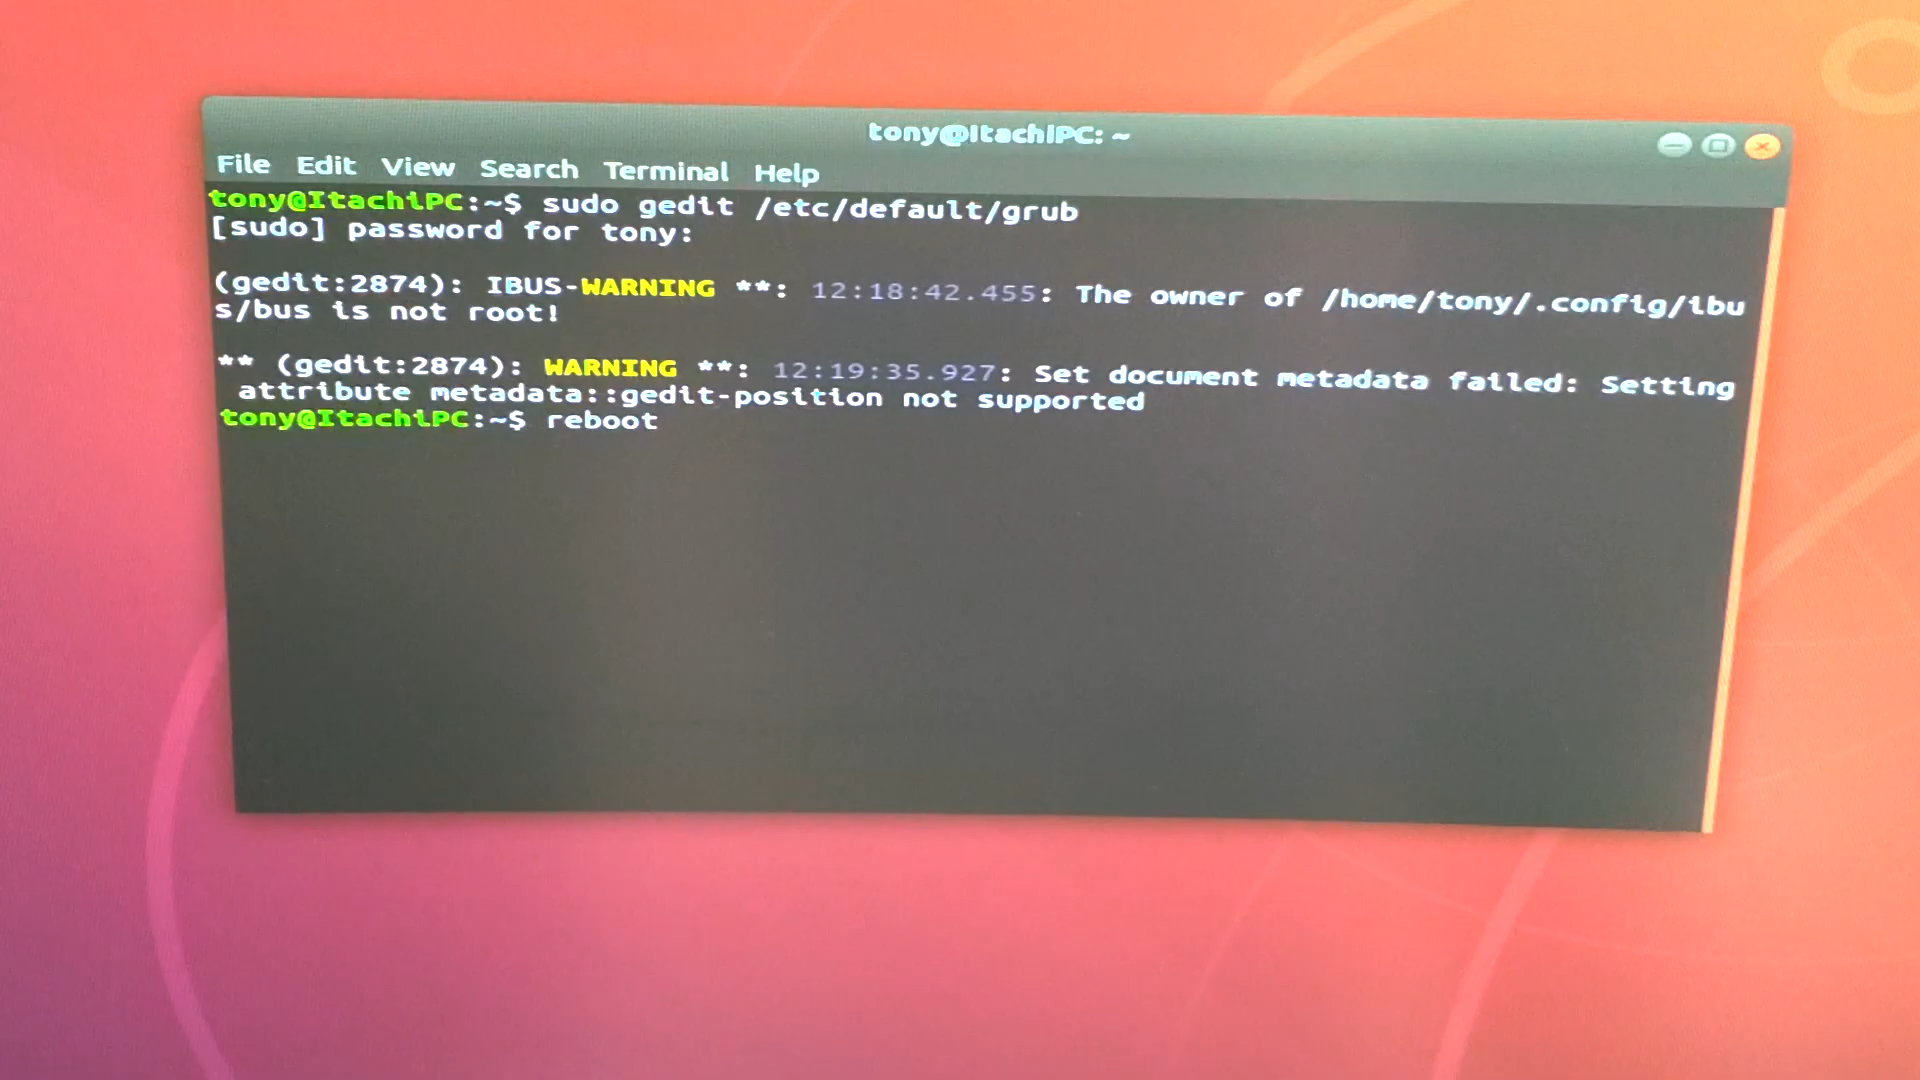 tony@ItachiPC: ~
File Edit View Search Terminal Help
tony@ItachiPC:~$ sudo gedit /etc/default/grub
[sudo] password for tony:
(gedit:2874): IBUS-WARNING **: 12:18:42.455: The owner of /home/tony/.config/ibu
s/bus is not root!
** (gedit:2874): WARNING **: 12:19:35.927: Set document metadata failed: Setting
attribute metadata::gedit-position not supported
tony@ItachiPC:~$ reboot